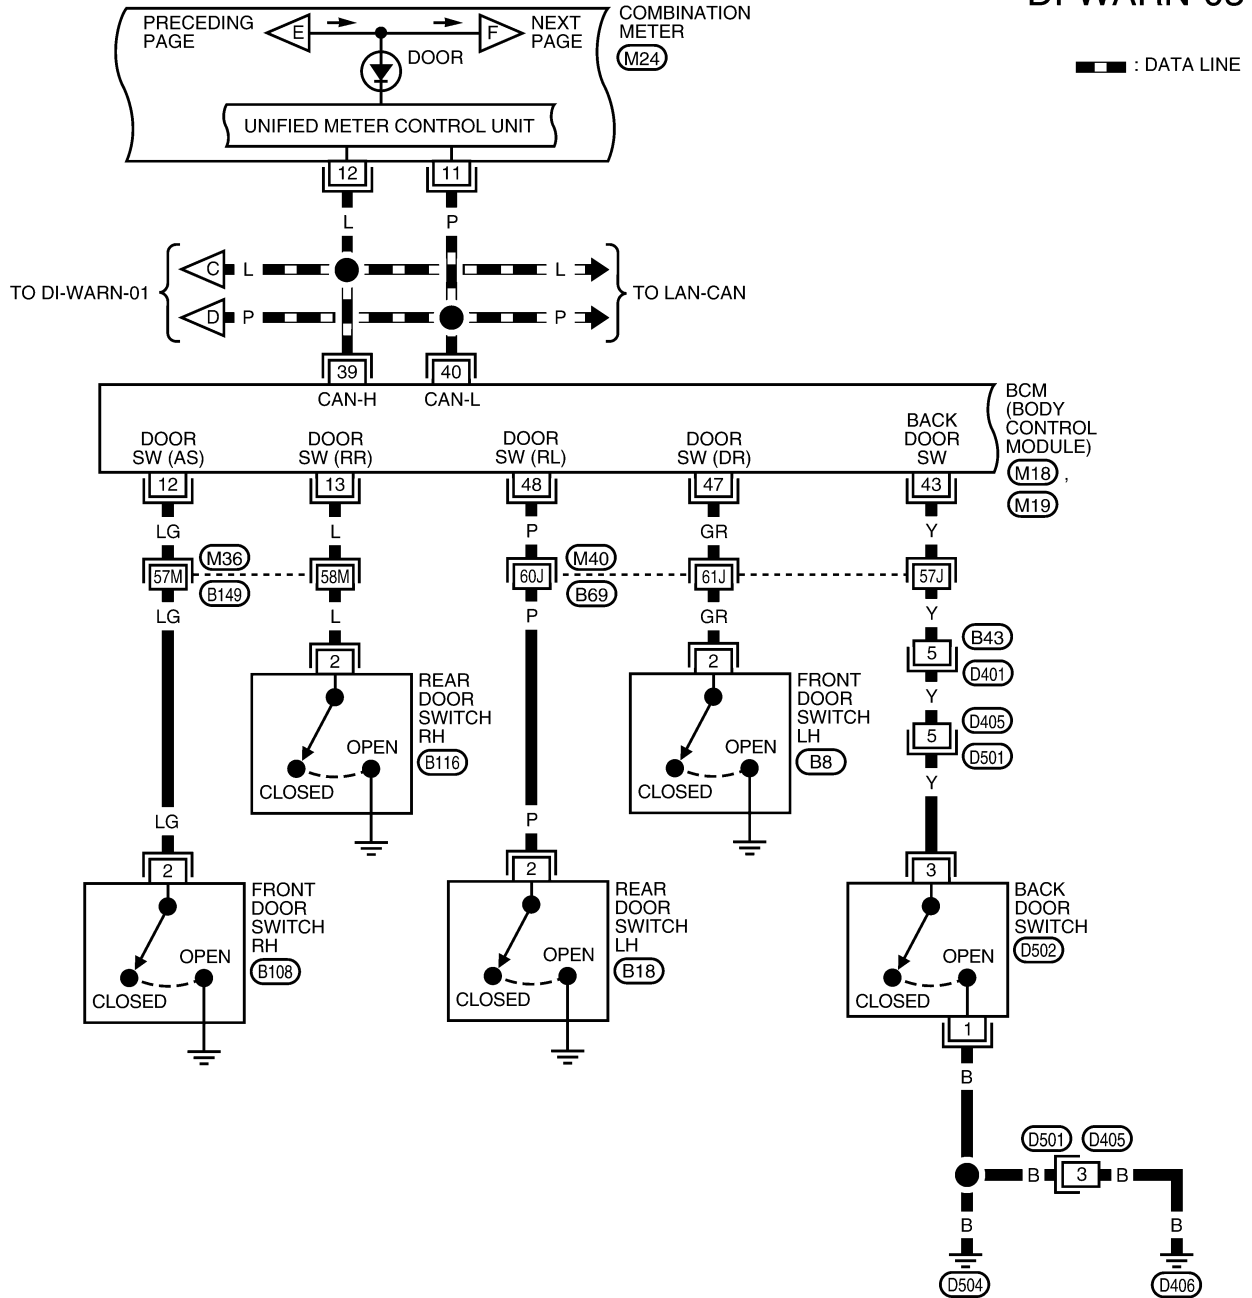 PRECEDING
PAGE
E
F
NEXT
PAGE
COMBINATION
METER
M24
DOOR
: DATA LINE
UNIFIED METER CONTROL UNIT
12
11
L
P
C
L
L
TO DI-WARN-01
TO LAN-CAN
D
P
P
39
40
CAN-H
CAN-L
BCM
(BODY
CONTROL
MODULE)
M18 ,
M19
DOOR
SW (AS)
DOOR
SW (RR)
DOOR
SW (RL)
DOOR
SW (DR)
BACK
DOOR
SW
12
13
48
47
43
LG
L
P
GR
Y
M36
M40
57M
58M
60J
61J
57J
B149
B69
LG
L
P
GR
Y
2
2
5
B43
D401
Y
5
D405
D501
Y
REAR
DOOR
SWITCH
RH
B116
FRONT
DOOR
SWITCH
LH
B8
OPEN
CLOSED
OPEN
CLOSED
LG
P
2
2
3
FRONT
DOOR
SWITCH
RH
B108
REAR
DOOR
SWITCH
LH
B18
BACK
DOOR
SWITCH
D502
OPEN
CLOSED
OPEN
CLOSED
OPEN
CLOSED
1
B
D501
D405
B
3
B
B
B
D504
D406